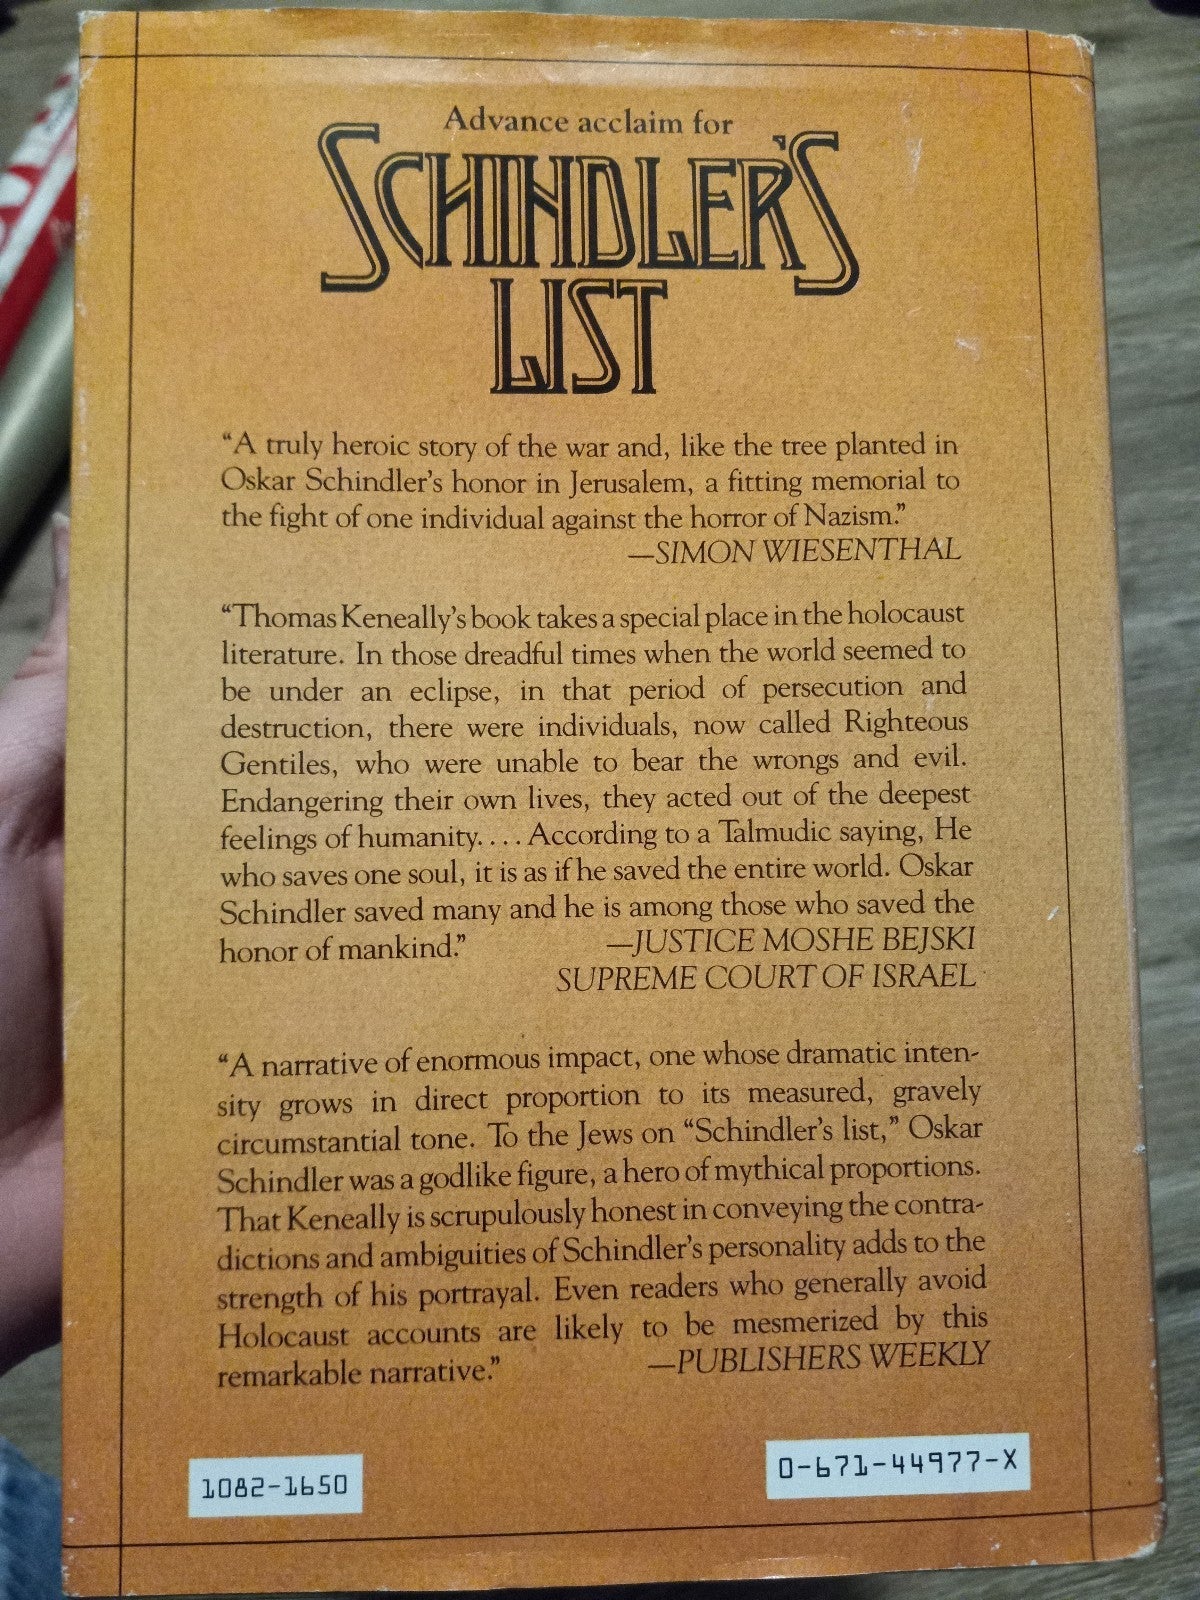 Advance acclaim for
SCHINDLER'S
LIST
“A truly heroic story of the war and, like the tree planted in
Oskar Schindler’s honor in Jerusalem, a fitting memorial to
the fight of one individual against the horror of Nazism.”
—SIMON WIESENTHAL
“Thomas Keneally’s book takes a special place in the holocaust
literature. In those dreadful times when the world seemed to
be under an eclipse, in that period of persecution and
destruction, there were individuals, now called Righteous
Gentiles, who were unable to bear the wrongs and evil.
Endangering their own lives, they acted out of the deepest
feelings of humanity.... According to a Talmudic saying, He
who saves one soul, it is as if he saved the entire world. Oskar
Schindler saved many and he is among those who saved the
honor of mankind.” —JUSTICE MOSHE BEJSKI
SUPREME COURT OF ISRAEL
“A narrative of enormous impact, one whose dramatic inten-
sity grows in direct proportion to its measured, gravely
circumstantial tone. To the Jews on “Schindler’s list,” Oskar
Schindler was a godlike figure, a hero of mythical proportions.
That Keneally is scrupulously honest in conveying the contra-
dictions and ambiguities of Schindler’s personality adds to the
strength of his portrayal. Even readers who generally avoid
Holocaust accounts are likely to be mesmerized by this
remarkable narrative.” —PUBLISHERS WEEKLY
1082-1650
0-671-44977-X